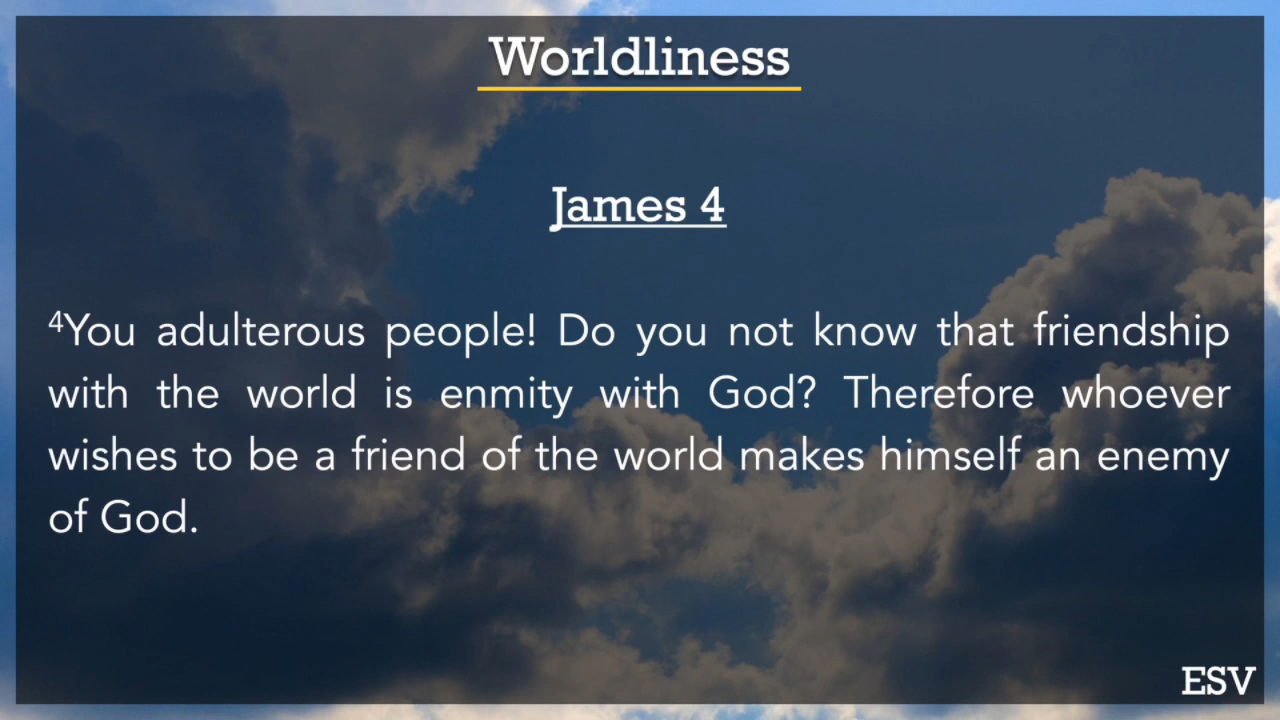 Worldliness
James 4
⁴You adulterous people! Do you not know that friendship
with the world is enmity with God? Therefore whoever
wishes to be a friend of the world makes himself an enemy
of God.
ESV